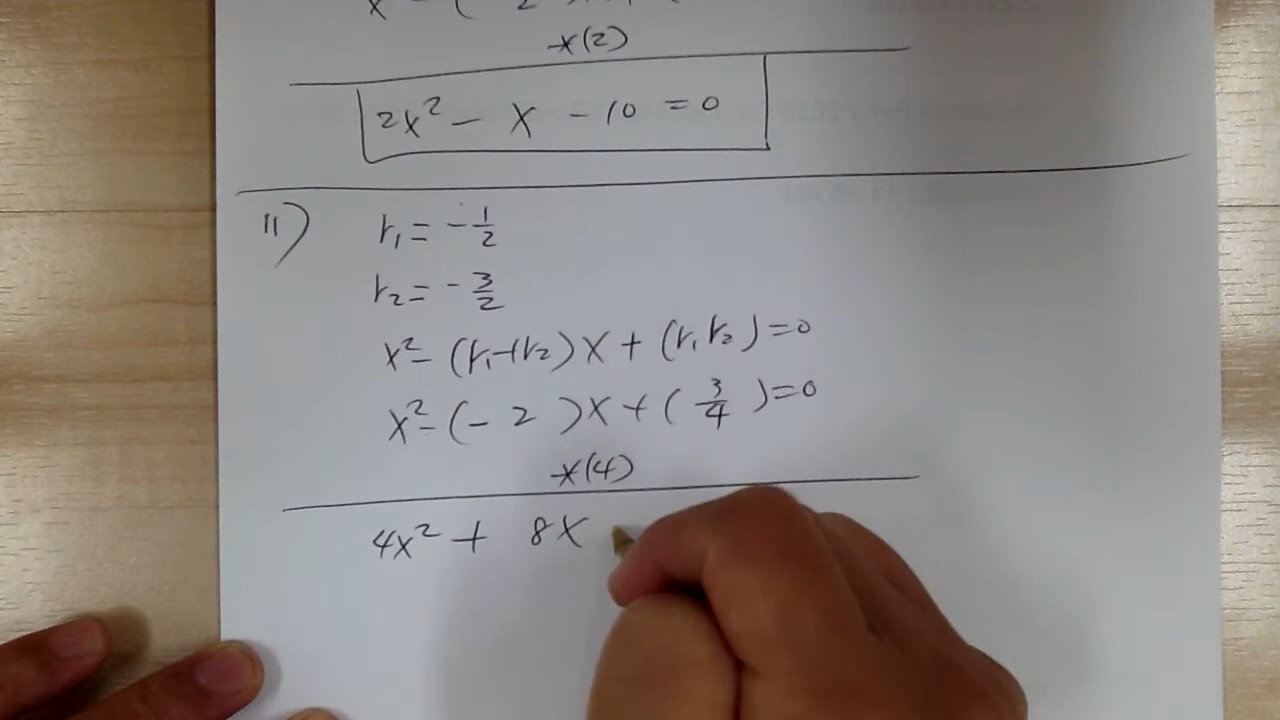 ×(2)
2x² - x - 10 = 0
11) r₁ = -1/2
r₂ = -3/2
x² - (r₁+r₂)x + (r₁r₂) = 0
x² - (-2)x + (3/4) = 0
×(4)
4x² + 8x